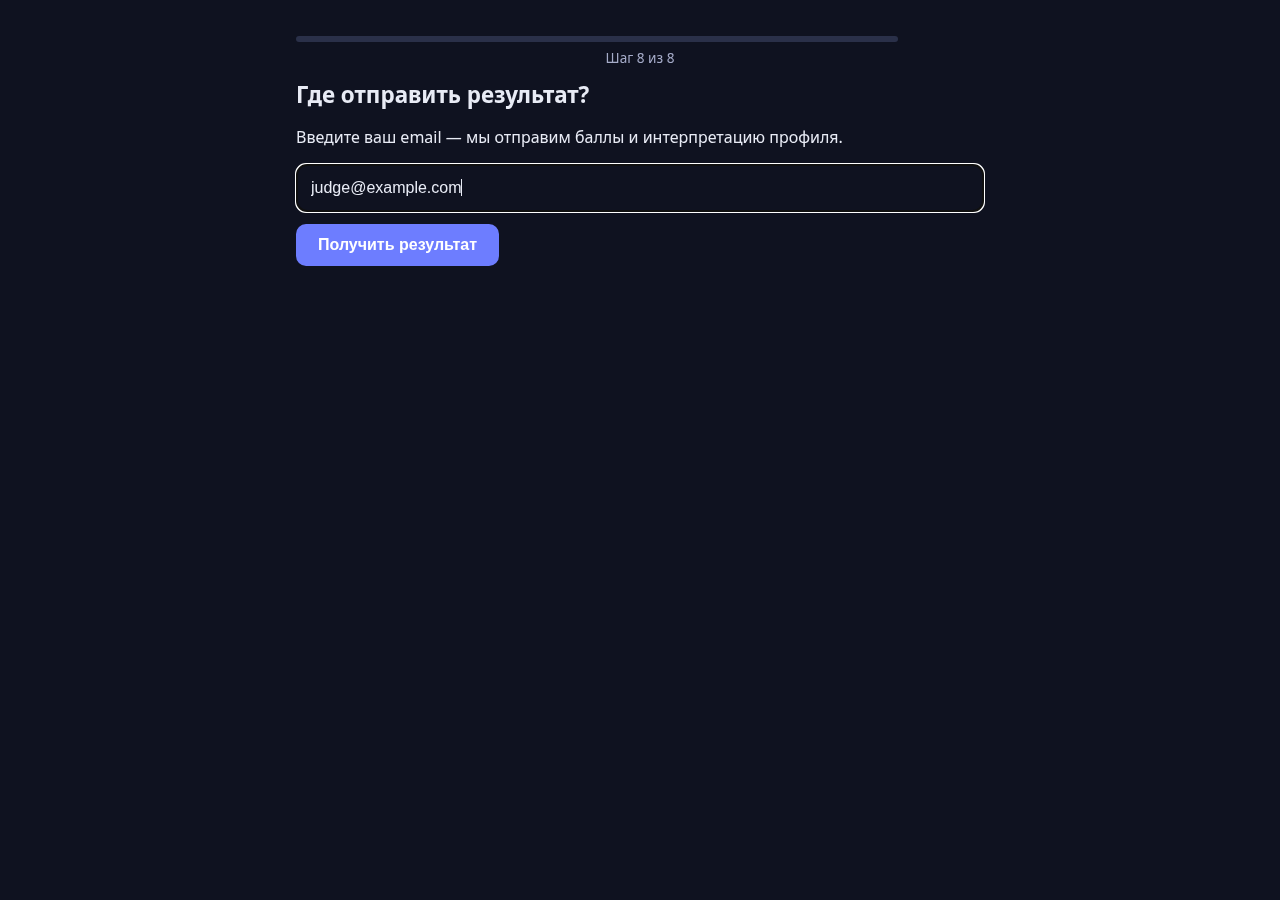 Шаг 8 из 8
Где отправить результат?
Введите ваш email — мы отправим баллы и интерпретацию профиля.
judge@example.com
Получить результат